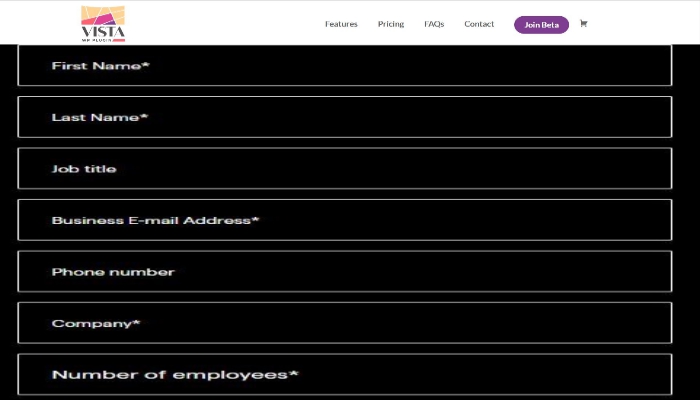 VISTA
WP PLUGIN
Features
Pricing
FAQs
Contact
Join Beta
First Name*
Last Name*
Job title
Business E-mail Address*
Phone number
Company*
Number of employees*